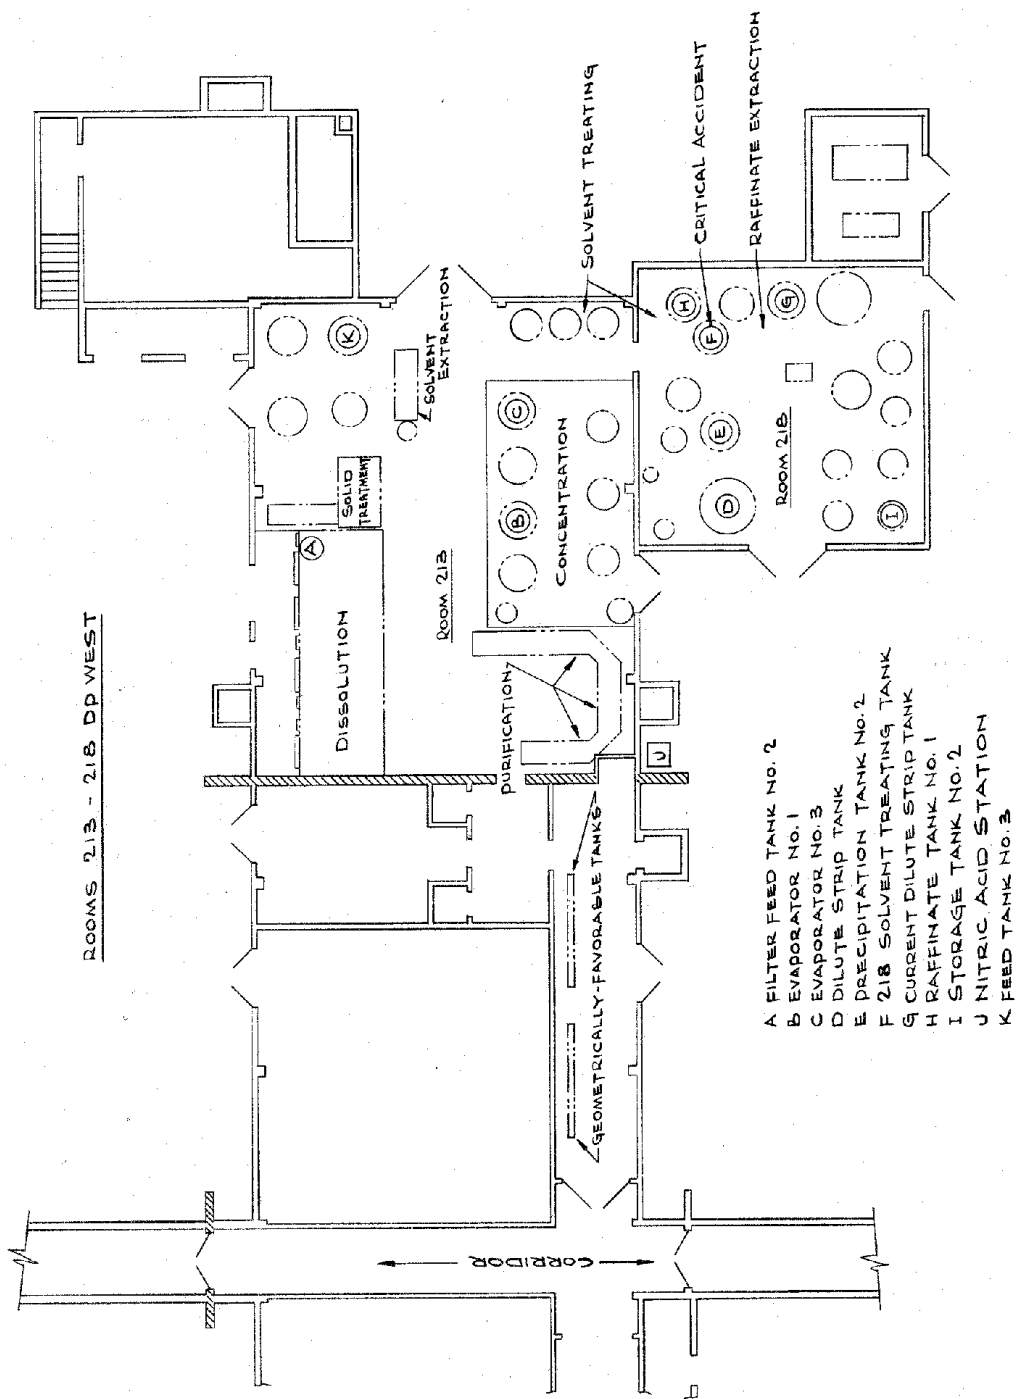 ROOMS 213 - 218 DP WEST
CORRIDOR
GEOMETRICALLY-FAVORABLE TANKS
PURIFICATION
DISSOLUTION
A
SOLID
TREATMENT
ROOM 213
K
SOLVENT
EXTRACTION
B
C
CONCENTRATION
J
D
E
F
G
H
I
ROOM 218
SOLVENT TREATING
CRITICAL ACCIDENT
RAFFINATE EXTRACTION
A FILTER FEED TANK NO. 2
B EVAPORATOR NO. 1
C EVAPORATOR NO. 3
D DILUTE STRIP TANK
E PRECIPITATION TANK NO. 2
F 218 SOLVENT TREATING TANK
G CURRENT DILUTE STRIP TANK
H RAFFINATE TANK NO. 1
I STORAGE TANK NO. 2
J NITRIC ACID STATION
K FEED TANK NO. 3